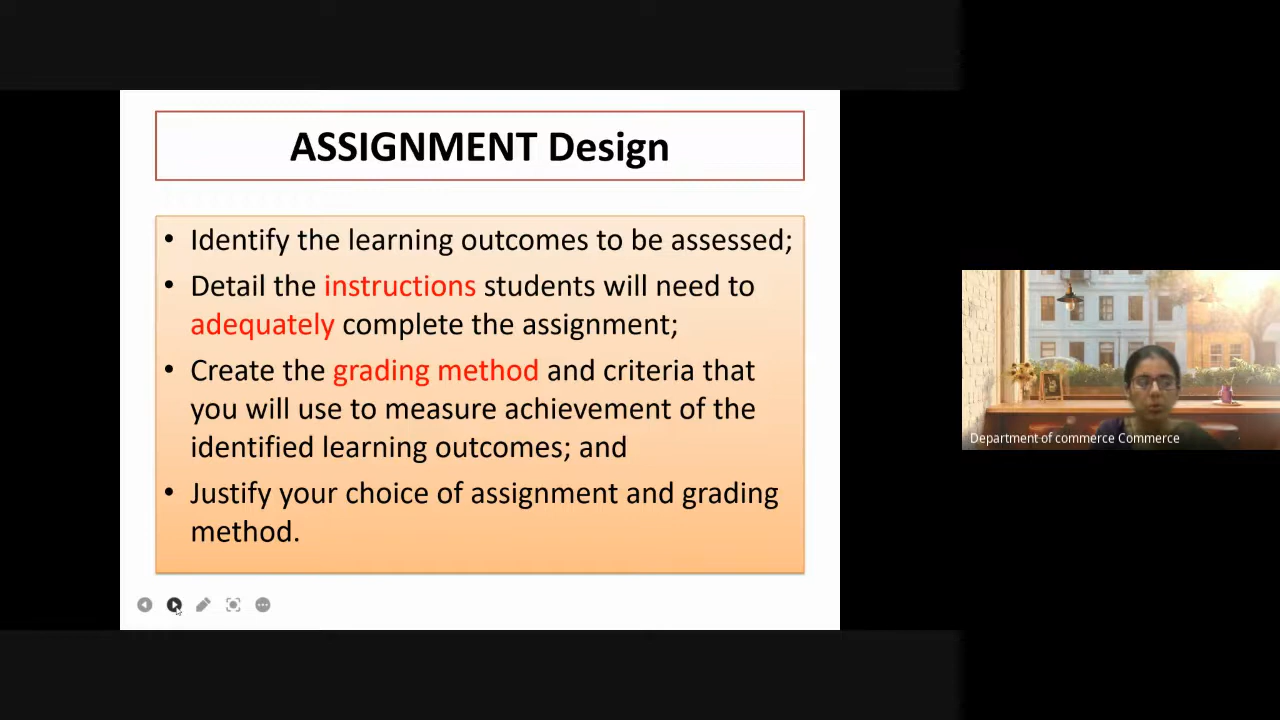 ASSIGNMENT Design
• Identify the learning outcomes to be assessed;
• Detail the instructions students will need to
adequately complete the assignment;
• Create the grading method and criteria that
you will use to measure achievement of the
identified learning outcomes; and
• Justify your choice of assignment and grading
method.
Department of commerce Commerce